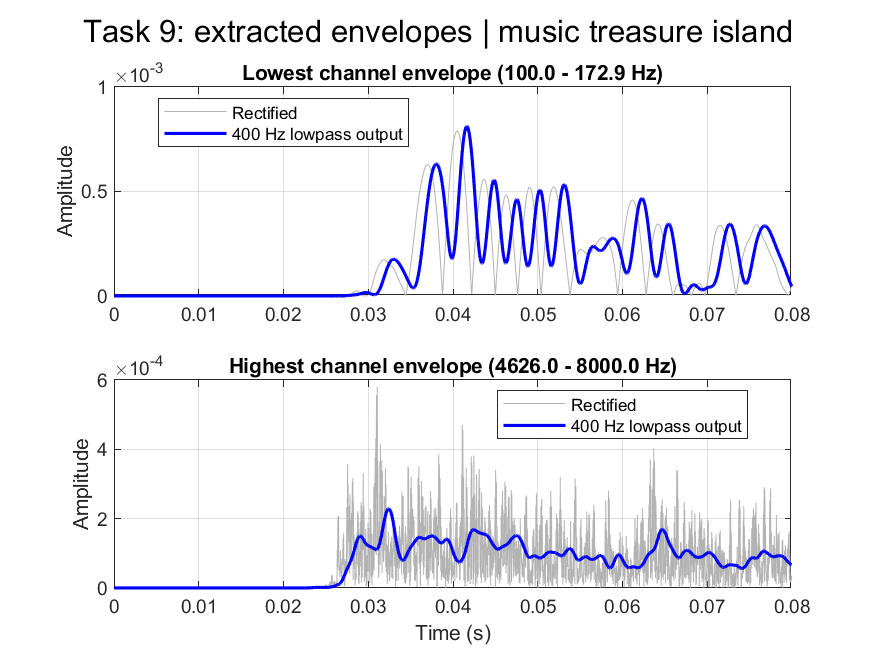 Task 9: extracted envelopes | music treasure island
×10⁻³
Lowest channel envelope (100.0 - 172.9 Hz)
1
0.5
0
Amplitude
Rectified
400 Hz lowpass output
0 0.01 0.02 0.03 0.04 0.05 0.06 0.07 0.08
×10⁻⁴
Highest channel envelope (4626.0 - 8000.0 Hz)
6
4
2
0
Amplitude
Rectified
400 Hz lowpass output
0 0.01 0.02 0.03 0.04 0.05 0.06 0.07 0.08
Time (s)